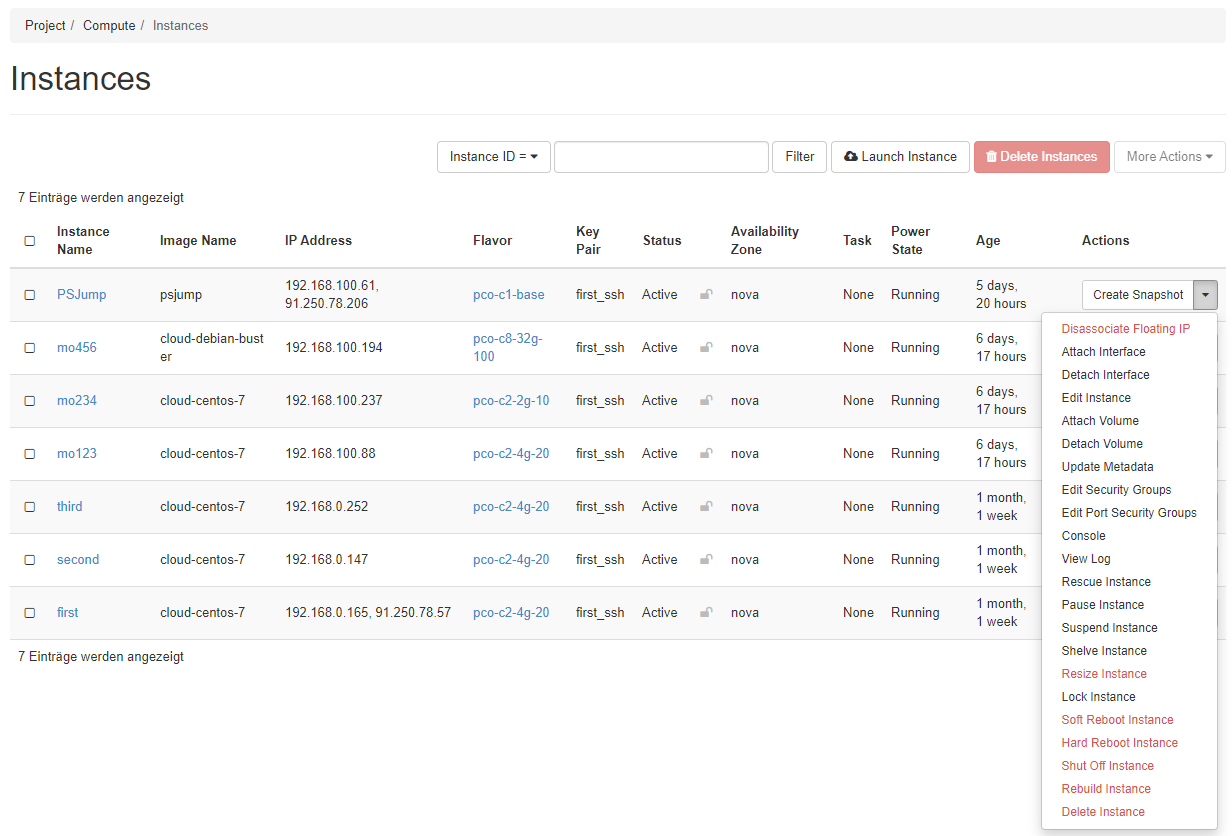 Project / Compute / Instances
Instances
Instance ID = Filter Launch Instance Delete Instances More Actions
7 Einträge werden angezeigt
Instance Name Image Name IP Address Flavor Key Pair Status Availability Zone Task Power State Age Actions
PSJump psjump 192.168.100.61, 91.250.78.206 pco-c1-base first_ssh Active nova None Running 5 days, 20 hours Create Snapshot
mo456 cloud-debian-buster 192.168.100.194 pco-c8-32g-100 first_ssh Active nova None Running 6 days, 17 hours
mo234 cloud-centos-7 192.168.100.237 pco-c2-2g-10 first_ssh Active nova None Running 6 days, 17 hours
mo123 cloud-centos-7 192.168.100.88 pco-c2-4g-20 first_ssh Active nova None Running 6 days, 17 hours
third cloud-centos-7 192.168.0.252 pco-c2-4g-20 first_ssh Active nova None Running 1 month, 1 week
second cloud-centos-7 192.168.0.147 pco-c2-4g-20 first_ssh Active nova None Running 1 month, 1 week
first cloud-centos-7 192.168.0.165, 91.250.78.57 pco-c2-4g-20 first_ssh Active nova None Running 1 month, 1 week
7 Einträge werden angezeigt
Disassociate Floating IP
Attach Interface
Detach Interface
Edit Instance
Attach Volume
Detach Volume
Update Metadata
Edit Security Groups
Edit Port Security Groups
Console
View Log
Rescue Instance
Pause Instance
Suspend Instance
Shelve Instance
Resize Instance
Lock Instance
Soft Reboot Instance
Hard Reboot Instance
Shut Off Instance
Rebuild Instance
Delete Instance